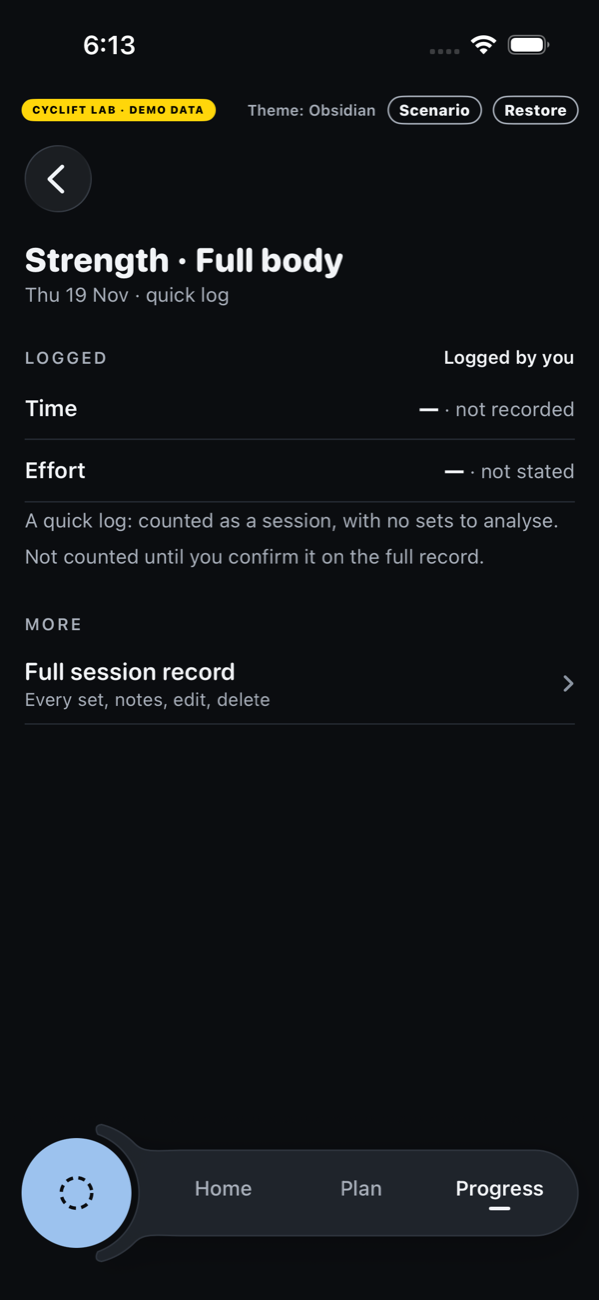 6:13
CYCLIFT LAB · DEMO DATA
Theme: Obsidian
Scenario
Restore
Strength · Full body
Thu 19 Nov · quick log
LOGGED
Logged by you
Time
— · not recorded
Effort
— · not stated
A quick log: counted as a session, with no sets to analyse.
Not counted until you confirm it on the full record.
MORE
Full session record
Every set, notes, edit, delete
Home
Plan
Progress